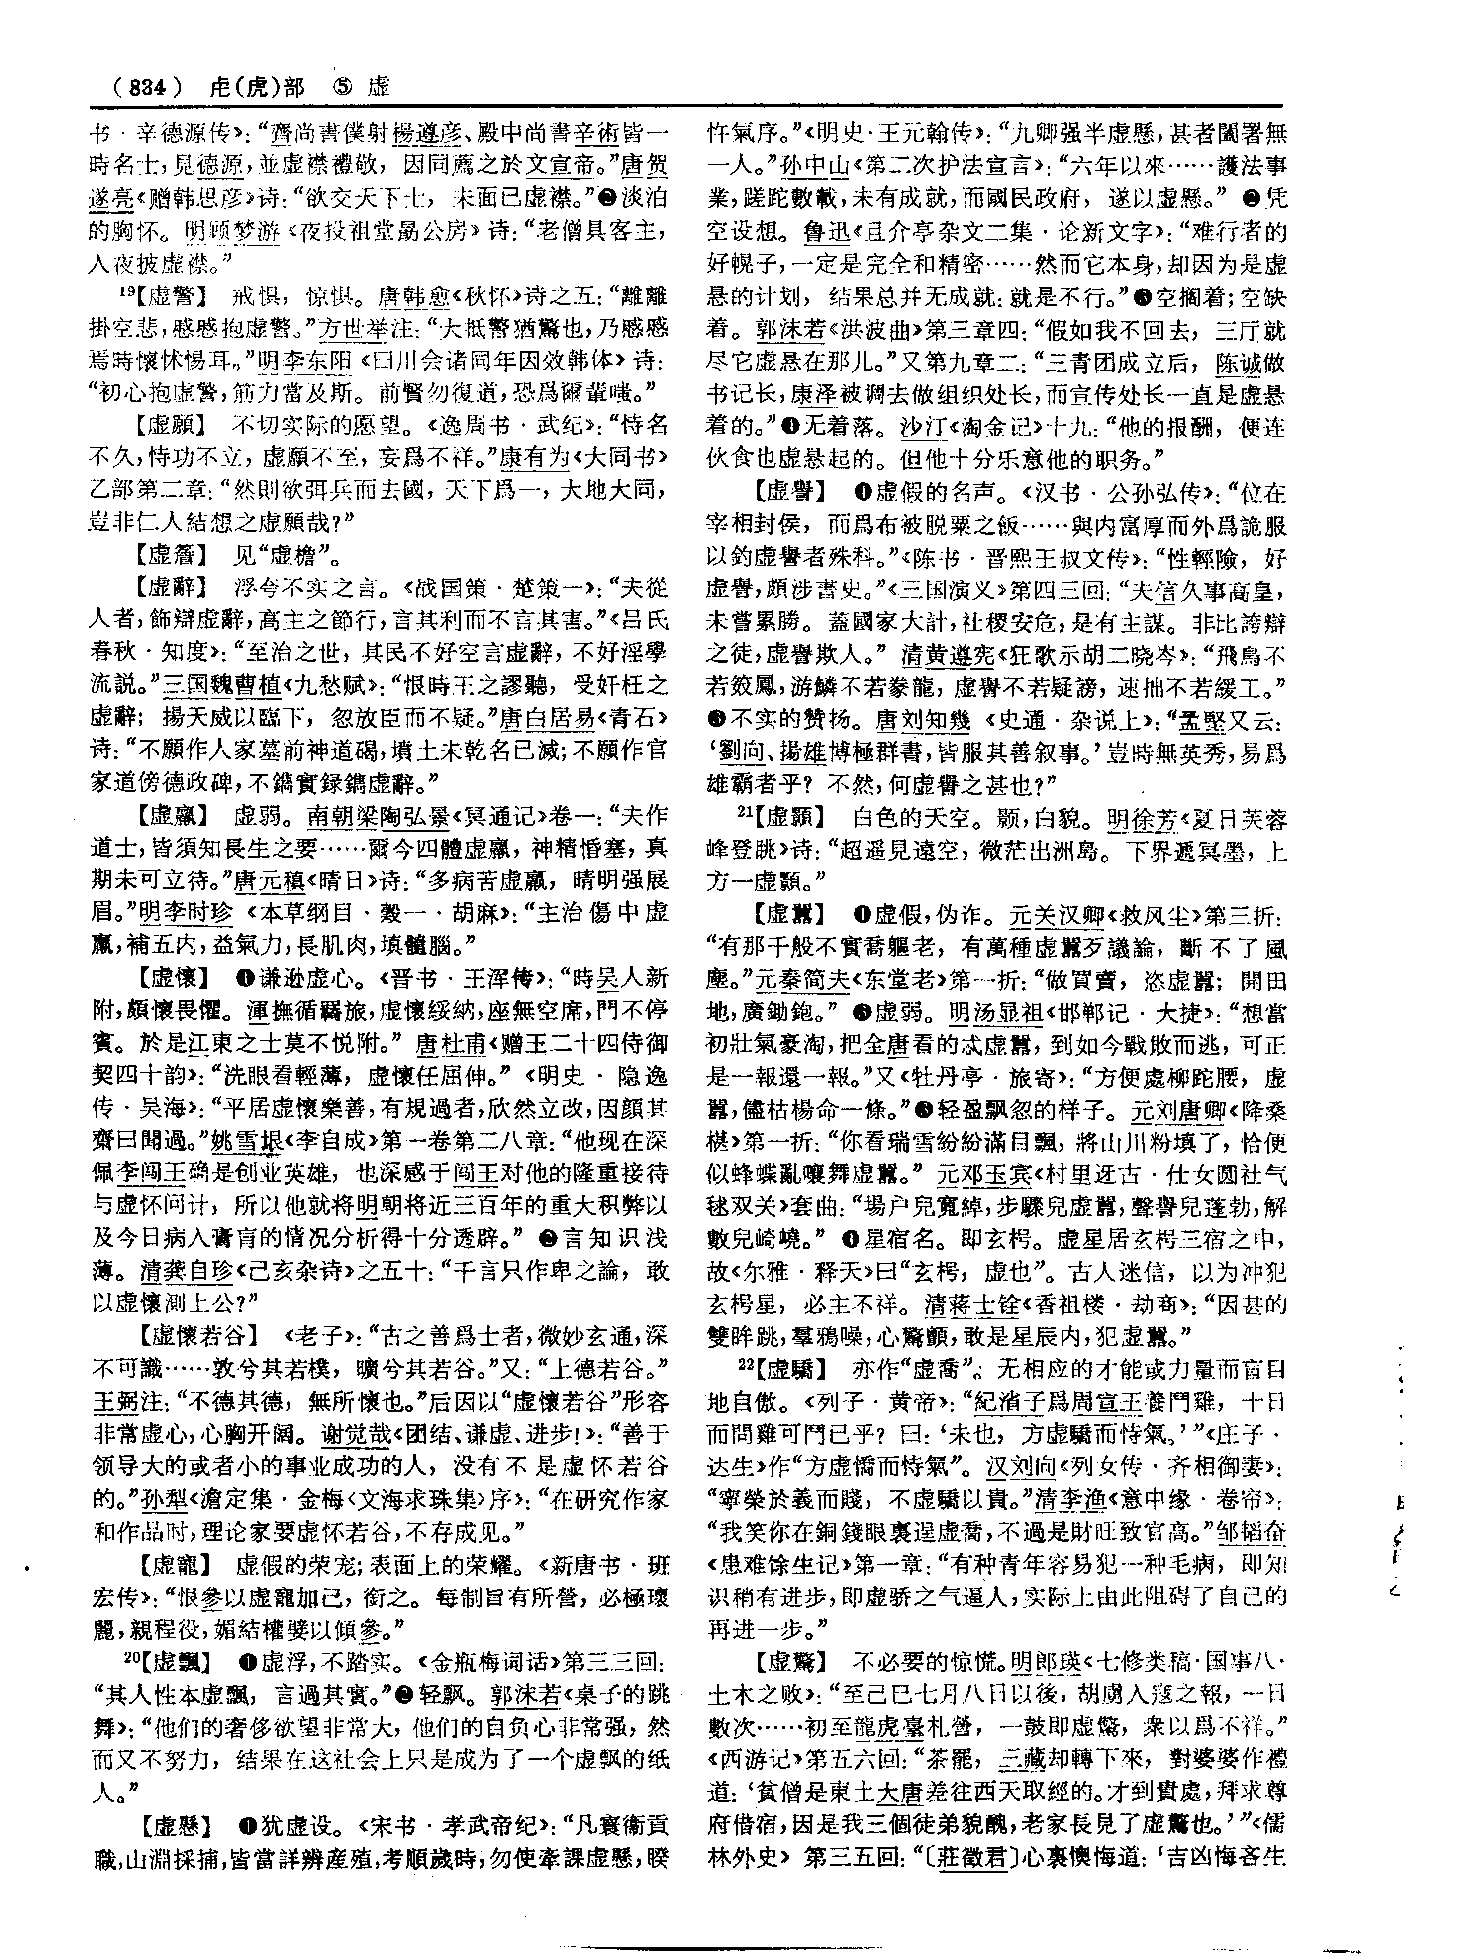 （834） 虍(虎)部 ⑤ 虚
书·辛德源传》：“齊尚書僕射楊遵彦、殿中尚書辛術皆一
時名士，見德源，並虚襟禮敬，因同薦之於文宣帝。”唐贺
遂亮《赠韩思彦》诗：“欲交天下士，未面已虚襟。”❷淡泊
的胸怀。明顾梦游《夜投祖堂勗公房》诗：“老僧具客主，
人夜披虚襟。”
19【虚警】 戒惧，惊惧。唐韩愈《秋怀》诗之五：“離離
掛空悲，慼慼抱虚警。”方世举注：“大抵警猶驚也，乃慼慼
焉時懷怵惕耳。”明李东阳《曰川会诸同年因效韩体》诗：
“初心抱虚警，筋力當及斯。前賢勿復道，恐爲爾輩嗤。”
【虚願】 不切实际的愿望。《逸周书·武纪》：“恃名
不久，恃功不立，虚願不至，妄爲不祥。”康有为《大同书》
乙部第二章：“然則欲弭兵而去國，天下爲一，大地大同，
豈非仁人結想之虚願哉？”
【虚簷】 见“虚檐”。
【虚辭】 浮夸不实之言。《战国策·楚策一》：“夫從
人者，飾辯虚辭，高主之節行，言其利而不言其害。”《吕氏
春秋·知度》：“至治之世，其民不好空言虚辭，不好淫學
流説。”三国魏曹植《九愁赋》：“恨時王之謬聽，受奸枉之
虚辭；揚天威以臨下，忽放臣而不疑。”唐白居易《青石》
诗：“不願作人家墓前神道碣，墳土未乾名已滅；不願作官
家道傍德政碑，不鐫實録鐫虚辭。”
【虚羸】 虚弱。南朝梁陶弘景《冥通记》卷一：“夫作
道士，皆須知長生之要……爾今四體虚羸，神精惛塞，真
期未可立待。”唐元稹《晴日》诗：“多病苦虚羸，晴明强展
眉。”明李时珍《本草纲目·穀一·胡麻》：“主治傷中虚
羸，補五内，益氣力，長肌肉，填髓腦。”
【虚懷】 ❶谦逊虚心。《晋书·王浑传》：“時吴人新
附，頗懷畏懼。渾撫循羈旅，虚懷綏納，座無空席，門不停
賓。於是江東之士莫不悦附。”唐杜甫《赠王二十四侍御
契四十韵》：“洗眼看輕薄，虚懷任屈伸。”《明史·隐逸
传·吴海》：“平居虚懷樂善，有規過者，欣然立改，因顔其
齋曰聞過。”姚雪垠《李自成》第一卷第二八章：“他现在深
佩李闯王确是创业英雄，也深感于闯王对他的隆重接待
与虚怀问计，所以他就将明朝将近三百年的重大积弊以
及今日病入膏肓的情况分析得十分透辟。”❷言知识浅
薄。清龚自珍《己亥杂诗》之五十：“千言只作卑之論，敢
以虚懷測上公？”
【虚懷若谷】 《老子》：“古之善爲士者，微妙玄通，深
不可識……敦兮其若樸，曠兮其若谷。”又：“上德若谷。”
王弼注：“不德其德，無所懷也。”后因以“虚懷若谷”形容
非常虚心，心胸开阔。谢觉哉《团结、谦虚、进步！》：“善于
领导大的或者小的事业成功的人，没有不是虚怀若谷
的。”孙犁《澹定集·金梅〈文海求珠集〉序》：“在研究作家
和作品时，理论家要虚怀若谷，不存成见。”
【虚寵】 虚假的荣宠；表面上的荣耀。《新唐书·班
宏传》：“恨參以虚寵加己，銜之。每制旨有所營，必極瓌
麗，親程役，媚結權嬖以傾參。”
20【虚飄】 ❶虚浮，不踏实。《金瓶梅词话》第三三回：
“其人性本虚飄，言過其實。”❷轻飘。郭沫若《桌子的跳
舞》：“他们的奢侈欲望非常大，他们的自负心非常强，然
而又不努力，结果在这社会上只是成为了一个虚飘的纸
人。”
【虚懸】 ❶犹虚设。《宋书·孝武帝纪》：“凡寰衛貢
職，山淵採捕，皆當詳辨産殖，考順歲時，勿使牽課虚懸，睽
忤氣序。”《明史·王元翰传》：“九卿强半虚懸，甚者闔署無
一人。”孙中山《第二次护法宣言》：“六年以來……護法事
業，蹉跎數載，未有成就，而國民政府，遂以虚懸。”❷凭
空设想。鲁迅《且介亭杂文二集·论新文字》：“难行者的
好幌子，一定是完全和精密……然而它本身，却因为是虚
悬的计划，结果总并无成就：就是不行。”❸空搁着；空缺
着。郭沫若《洪波曲》第三章四：“假如我不回去，三厅就
尽它虚悬在那儿。”又第九章二：“三青团成立后，陈诚做
书记长，康泽被调去做组织处长，而宣传处长一直是虚悬
着的。”❹无着落。沙汀《淘金记》十九：“他的报酬，便连
伙食也虚悬起的。但他十分乐意他的职务。”
【虚譽】 ❶虚假的名声。《汉书·公孙弘传》：“位在
宰相封侯，而爲布被脱粟之飯……與内富厚而外爲詭服
以釣虚譽者殊科。”《陈书·晋熙王叔文传》：“性輕險，好
虚譽，頗涉書史。”《三国演义》第四三回：“夫信久事高皇，
未嘗累勝。蓋國家大計，社稷安危，是有主謀。非比誇辯
之徒，虚譽欺人。”清黄遵宪《狂歌示胡二晓岑》：“飛鳥不
若笯鳳，游鱗不若豢龍，虚譽不若疑謗，速拙不若緩工。”
❷不实的赞扬。唐刘知幾《史通·杂说上》：“孟堅又云：
‘劉向、揚雄博極群書，皆服其善叙事。’豈時無英秀，易爲
雄霸者乎？不然，何虚譽之甚也？”
21【虚顥】 白色的天空。颢，白貌。明徐芳《夏日芙蓉
峰登眺》诗：“超遥見遠空，微茫出洲島。下界遞冥墨，上
方一虚顥。”
【虚囂】 ❶虚假，伪诈。元关汉卿《救风尘》第三折：
“有那千般不實喬軀老，有萬種虚囂歹議論，斷不了風
塵。”元秦简夫《东堂老》第一折：“做買賣，恣虚囂；開田
地，廣鋤鉋。”❷虚弱。明汤显祖《邯郸记·大捷》：“想當
初壯氣豪淘，把全唐看的忒虚囂，到如今戰敗而逃，可正
是一報還一報。”又《牡丹亭·旅寄》：“方便處柳跎腰，虚
囂，儘枯楊命一條。”❸轻盈飘忽的样子。元刘唐卿《降桑
椹》第一折：“你看瑞雪紛紛滿目飄，將山川粉填了，恰便
似蜂蝶亂嚷舞虚囂。”元邓玉宾《村里迓古·仕女圆社气
毬双关》套曲：“場户兒寬綽，步驟兒虚囂，聲譽兒蓬勃，解
數兒崎嶢。”❹星宿名。即玄枵。虚星居玄枵三宿之中，
故《尔雅·释天》曰“玄枵，虚也”。古人迷信，以为冲犯
玄枵星，必主不祥。清蒋士铨《香祖楼·劫商》：“因甚的
雙眸跳，羣鴉噪，心驚顫，敢是星辰内，犯虚囂。”
22【虚驕】 亦作“虚喬”。无相应的才能或力量而盲目
地自傲。《列子·黄帝》：“紀渻子爲周宣王養鬥雞，十日
而問雞可鬥已乎？曰：‘未也，方虚驕而恃氣。’”《庄子·
达生》作“方虚憍而恃氣”。汉刘向《列女传·齐相御妻》：
“寧榮於義而賤，不虚驕以貴。”清李渔《意中缘·卷帘》：
“我笑你在銅錢眼裏逞虚喬，不過是財旺致官高。”邹韬奋
《患难馀生记》第一章：“有种青年容易犯一种毛病，即知
识稍有进步，即虚骄之气逼人，实际上由此阻碍了自己的
再进一步。”
【虚驚】 不必要的惊慌。明郎瑛《七修类稿·国事八·
土木之败》：“至己巳七月八日以後，胡虜入寇之報，一日
數次……初至龍虎臺札營，一鼓即虚驚，衆以爲不祥。”
《西游记》第五六回：“茶罷，三藏却轉下來，對婆婆作禮
道：‘貧僧是東土大唐差往西天取經的。才到貴處，拜求尊
府借宿，因是我三個徒弟貌醜，老家長見了虚驚也。’”《儒
林外史》第三五回：“〔莊徵君〕心裏懊悔道：‘吉凶悔吝生